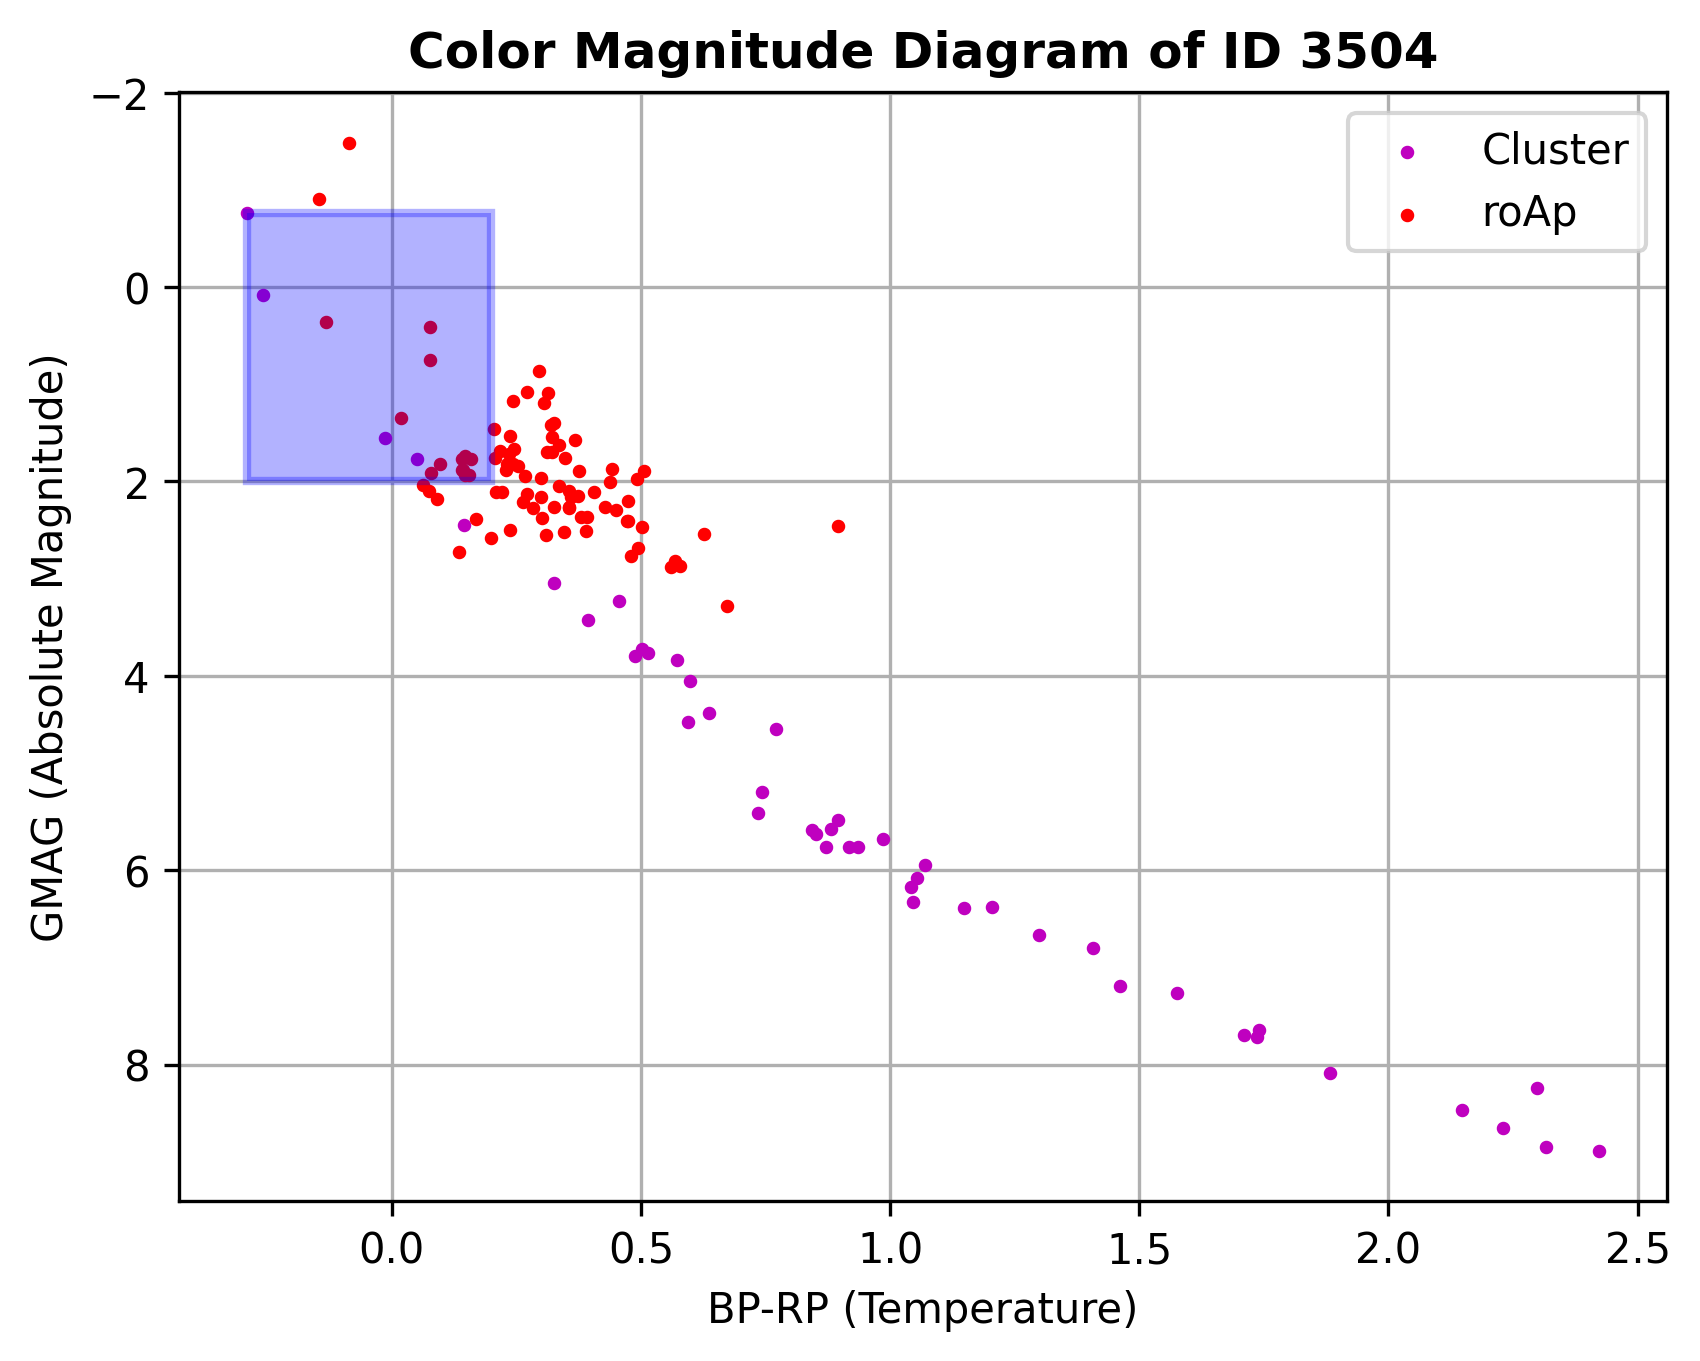 Color Magnitude Diagram of ID 3504
−2
0
2
4
6
8
GMAG (Absolute Magnitude)
Cluster
roAp
0.0 0.5 1.0 1.5 2.0 2.5
BP-RP (Temperature)